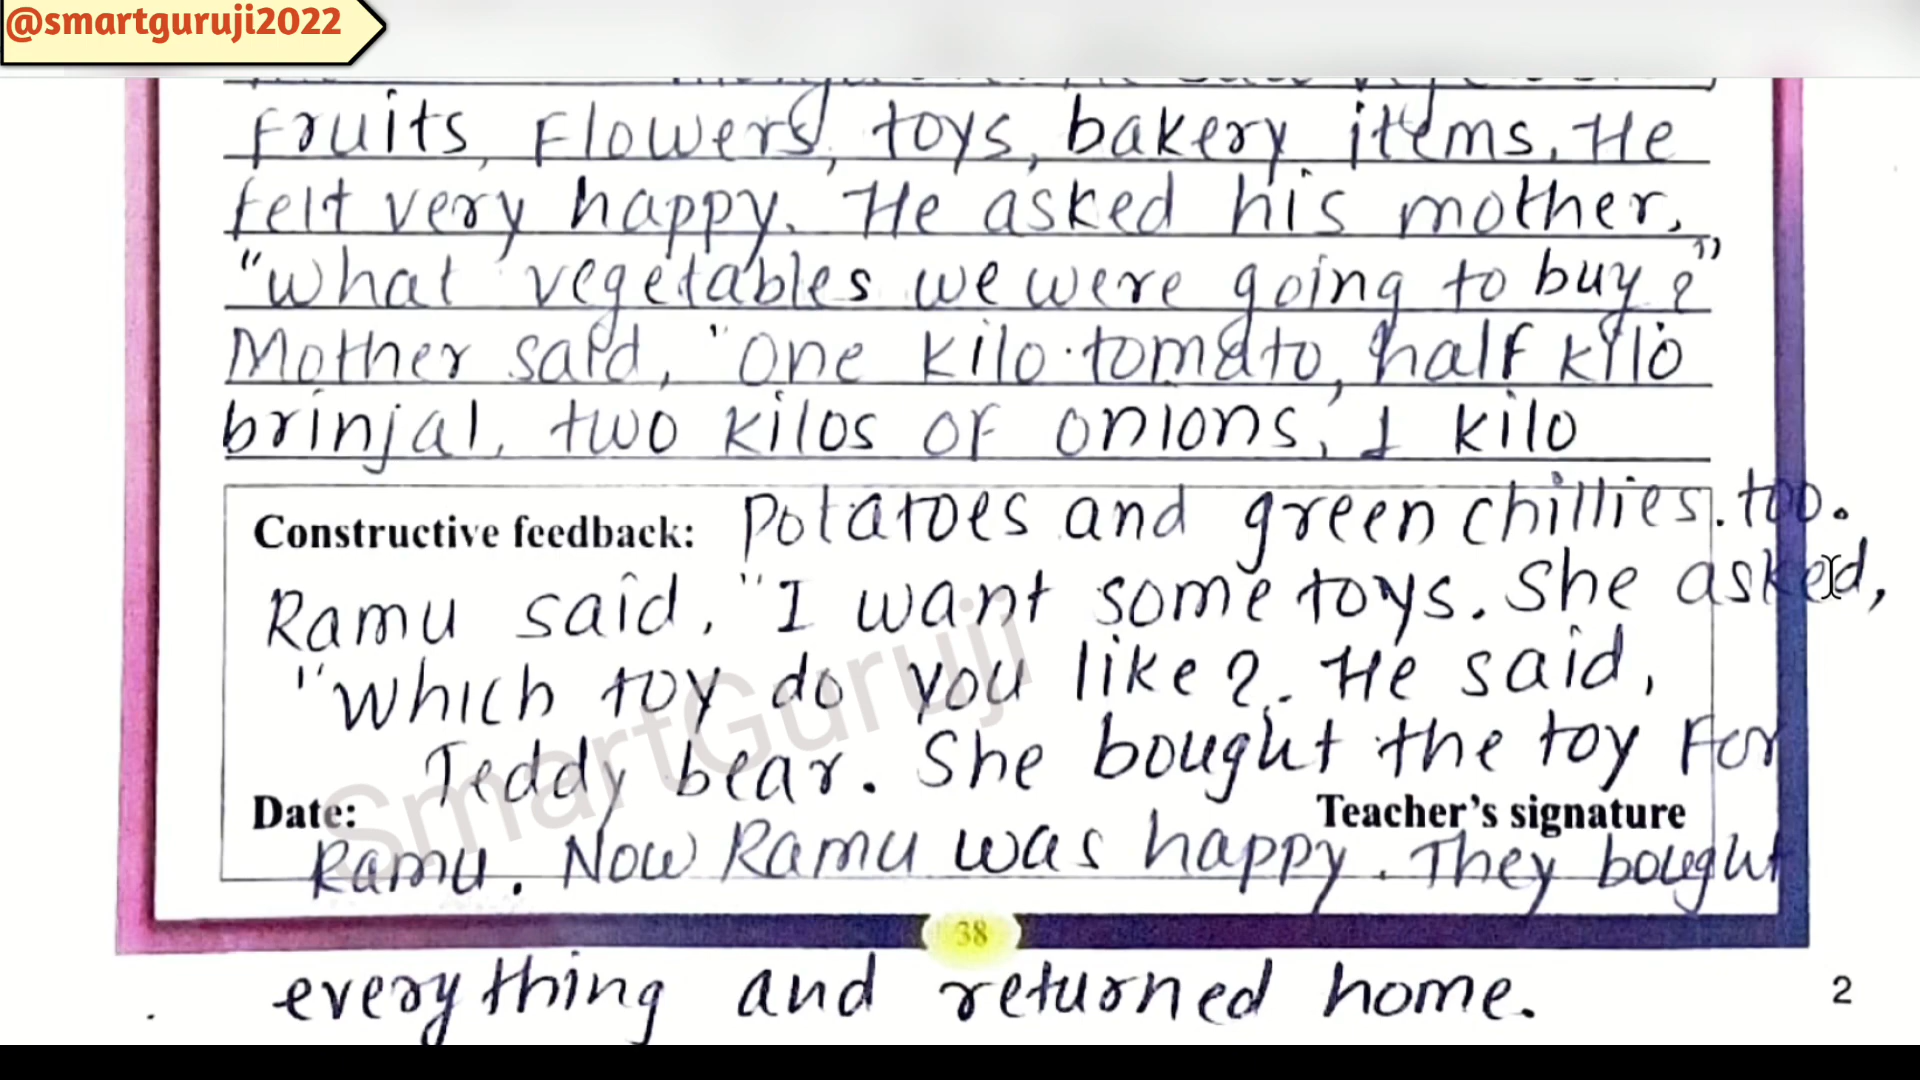 @smartguruji2022
Fruits, Flowers, toys, bakery items. He
felt very happy. He asked his mother,
"what vegetables we were going to buy?"
Mother said, "One kilo tomato, half kilo
brinjal, two kilos of onions, 1 kilo
Constructive feedback: Potatoes and green chillies. too.
Ramu said, "I want some toys. She asked,
"Which toy do you like?. He said,
Teddy bear. She bought the toy For
Date: Teacher's signature
Ramu. Now Ramu was happy. They bought
SmartGuruji
38
everything and returned home.
2